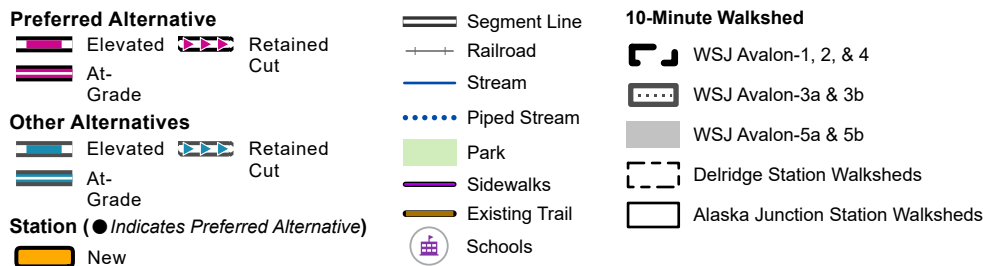 Preferred Alternative
Elevated
Retained Cut
At-Grade
Other Alternatives
Elevated
Retained Cut
At-Grade
Station (●Indicates Preferred Alternative)
New
Segment Line
Railroad
Stream
Piped Stream
Park
Sidewalks
Existing Trail
Schools
10-Minute Walkshed
WSJ Avalon-1, 2, & 4
WSJ Avalon-3a & 3b
WSJ Avalon-5a & 5b
Delridge Station Walksheds
Alaska Junction Station Walksheds